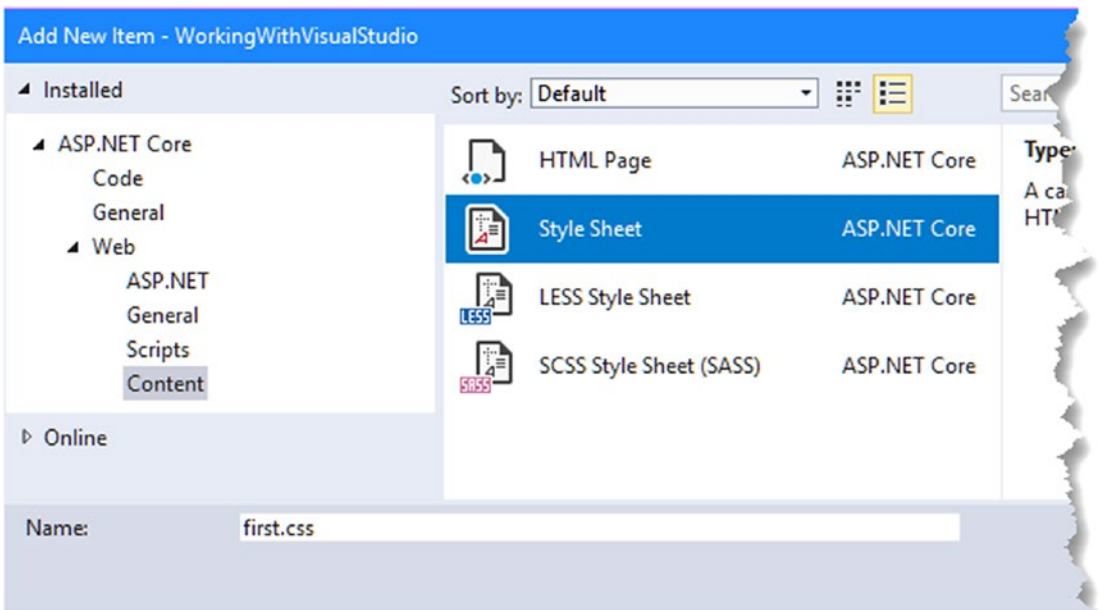 Add New Item - WorkingWithVisualStudio
Installed
ASP.NET Core
Code
General
Web
ASP.NET
General
Scripts
Content
Online
Sort by: Default
HTML Page ASP.NET Core
Style Sheet ASP.NET Core
LESS Style Sheet ASP.NET Core
LESS
SCSS Style Sheet (SASS) ASP.NET Core
SASS
Type:
A
Name: first.css